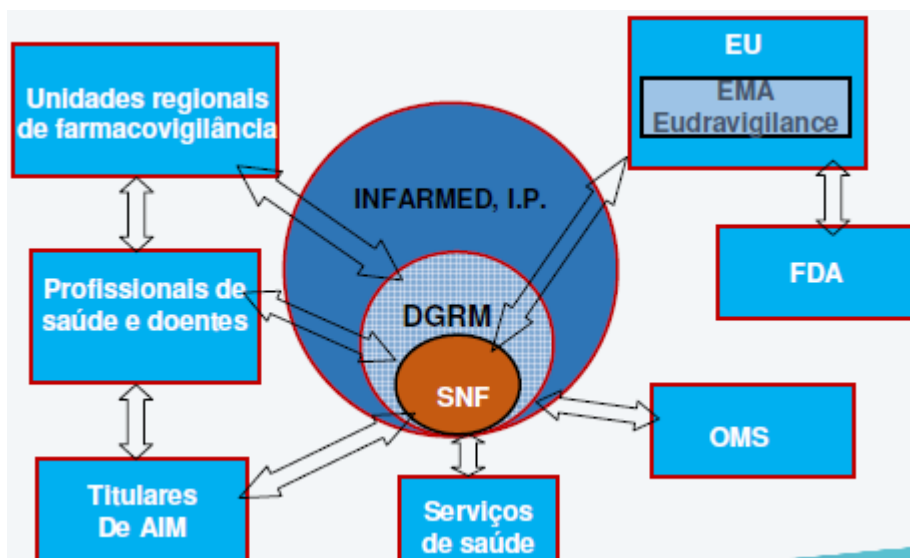 Unidades regionais
de farmacovigilância
EU
EMA
Eudravigilance
INFARMED, I.P.
FDA
Profissionais de
saúde e doentes
DGRM
SNF
OMS
Titulares
De AIM
Serviços
de saúde